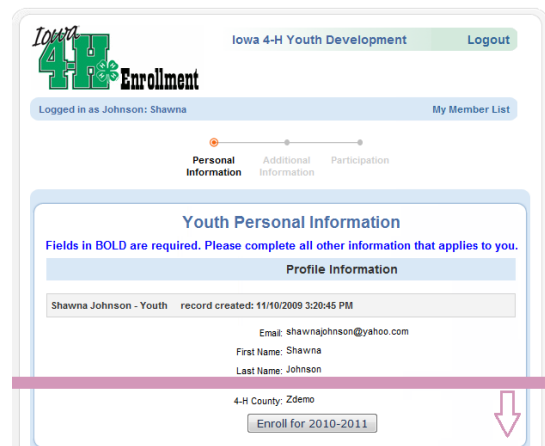 Iowa
4-H
Enrollment
Iowa 4-H Youth Development
Logout
Logged in as Johnson: Shawna
My Member List
Personal Information
Additional Information
Participation
Youth Personal Information
Fields in BOLD are required. Please complete all other information that applies to you.
Profile Information
Shawna Johnson - Youth record created: 11/10/2009 3:20:45 PM
Email: shawnajohnson@yahoo.com
First Name: Shawna
Last Name: Johnson
4-H County: Zdemo
Enroll for 2010-2011